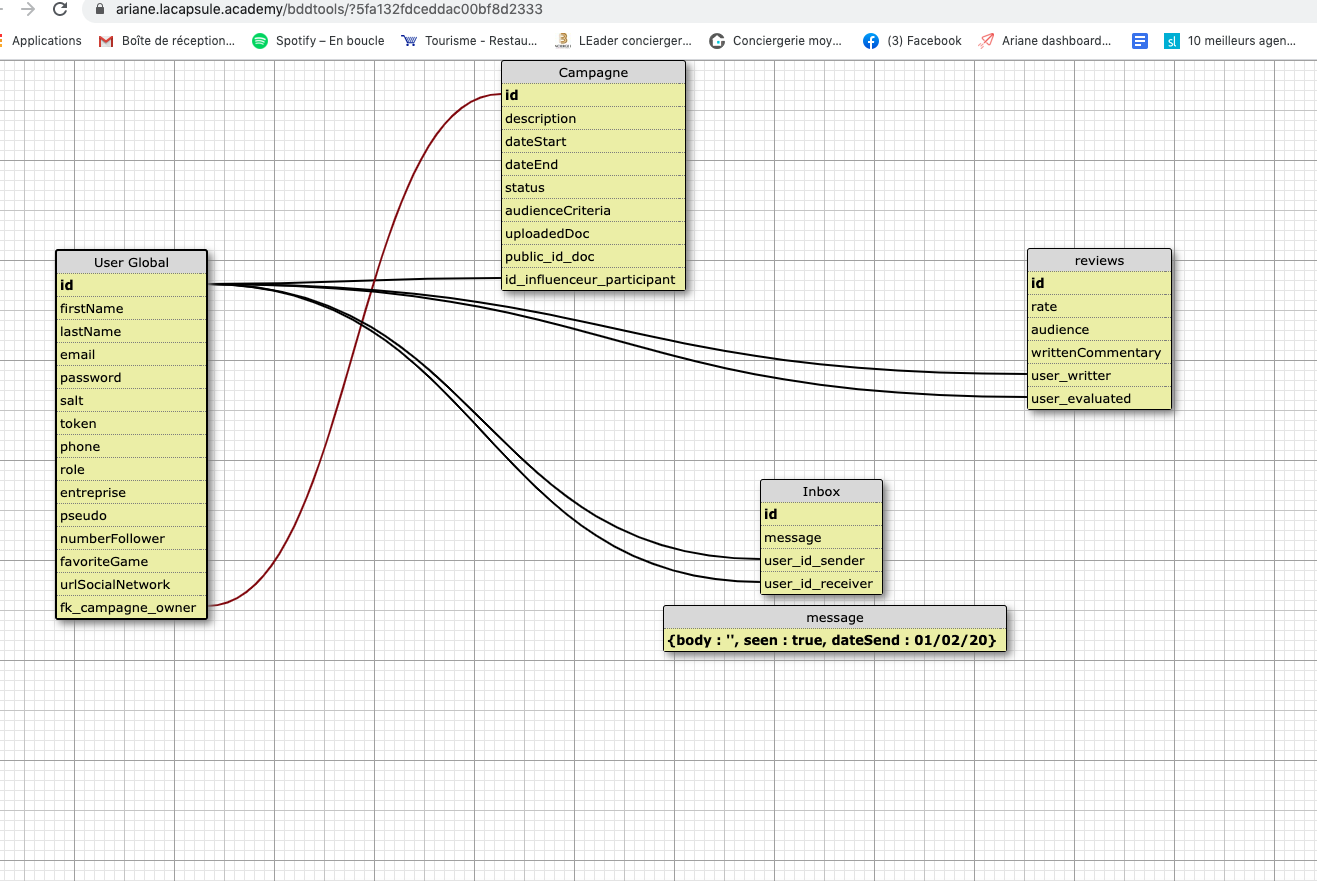 ariane.lacapsule.academy/bddtools/?5fa132fdceddac00bf8d2333
Applications
Boîte de réception...
Spotify – En boucle
Tourisme - Restau...
LEader concierger...
Conciergerie moy...
(3) Facebook
Ariane dashboard...
sl
10 meilleurs agen...
Campagne
id
description
dateStart
dateEnd
status
audienceCriteria
uploadedDoc
public_id_doc
id_influenceur_participant
User Global
id
firstName
lastName
email
password
salt
token
phone
role
entreprise
pseudo
numberFollower
favoriteGame
urlSocialNetwork
fk_campagne_owner
reviews
id
rate
audience
writtenCommentary
user_writter
user_evaluated
Inbox
id
message
user_id_sender
user_id_receiver
message
{body : '', seen : true, dateSend : 01/02/20}